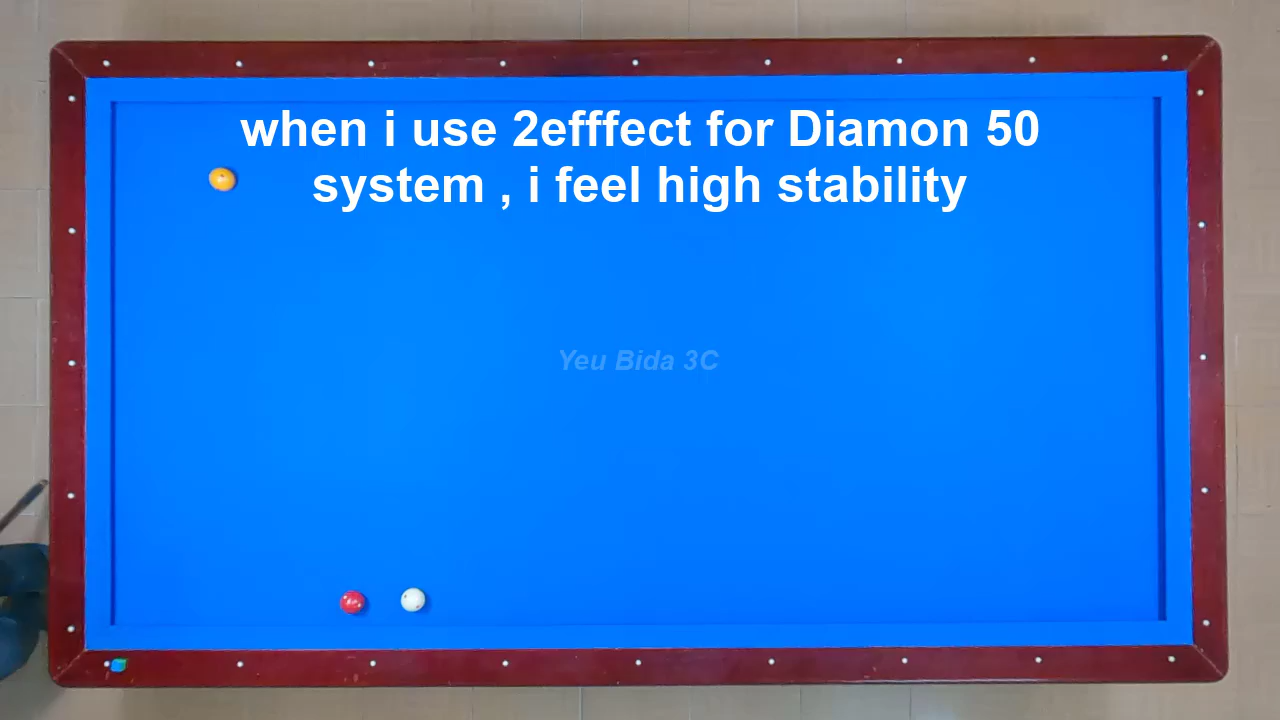 when i use 2efffect for Diamon 50
system , i feel high stability
Yeu Bida 3C